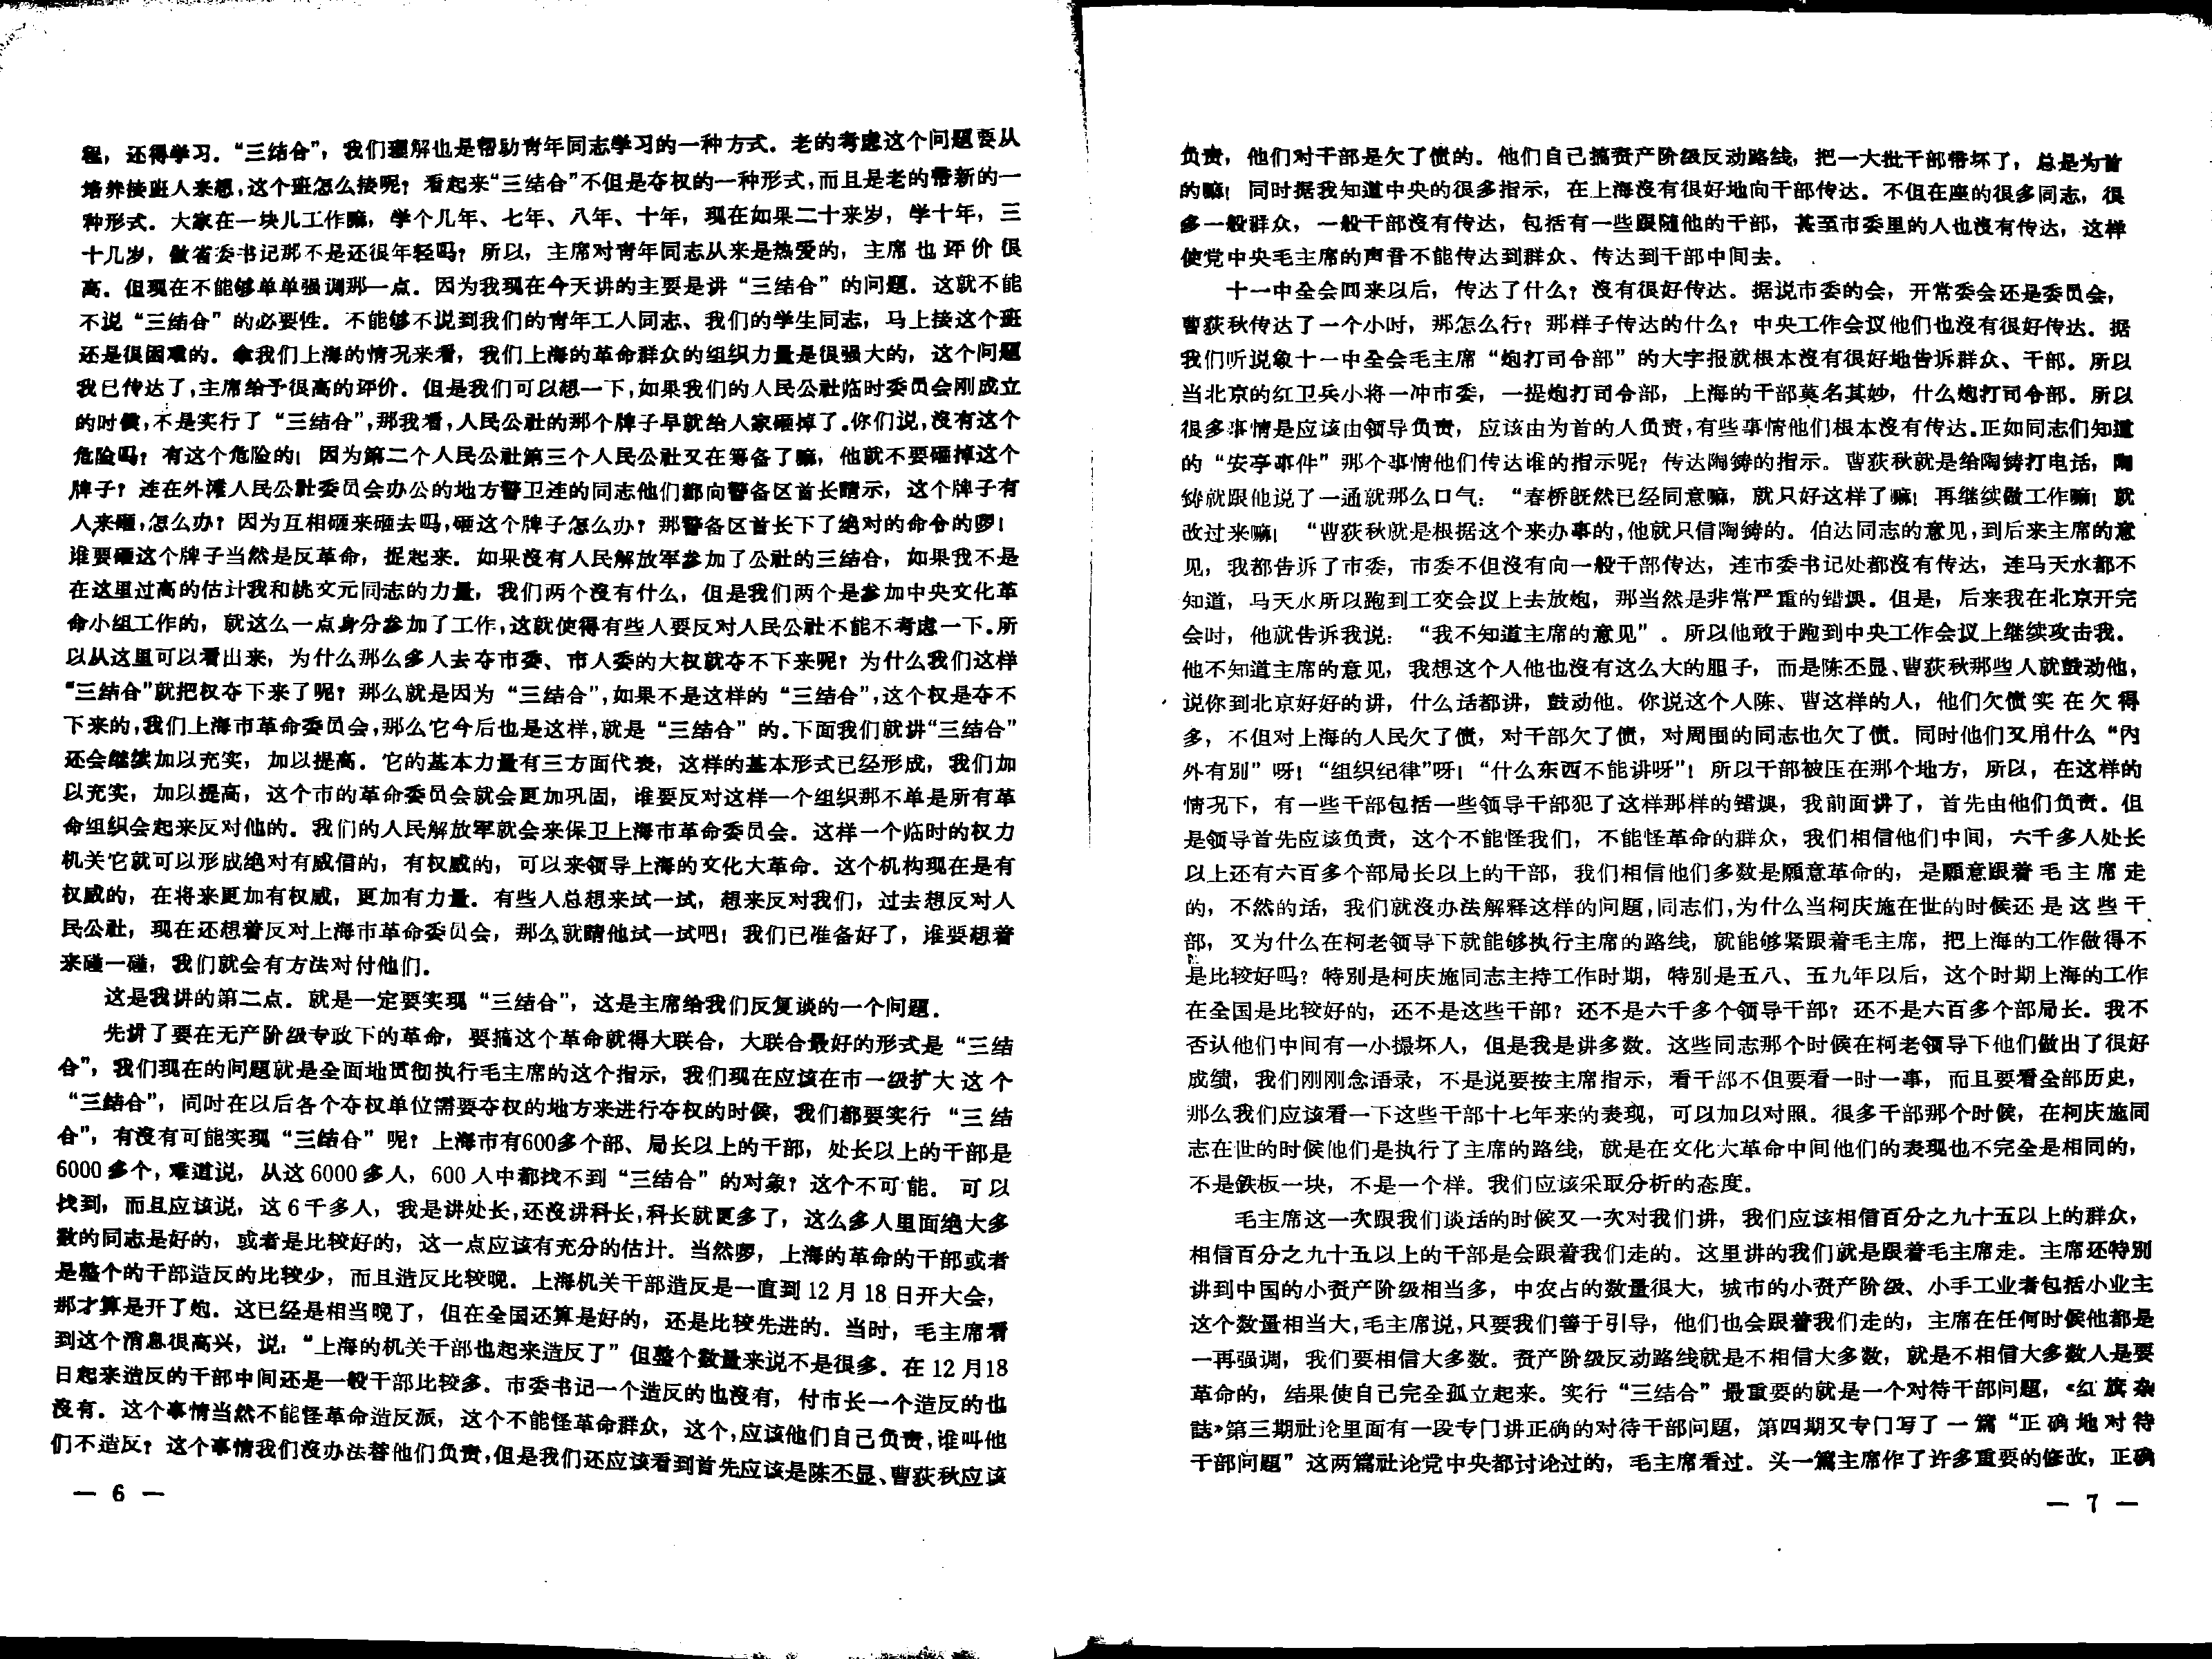 程，还得学习．“三结合”，我们理解也是帮助青年同志学习的一种方式．老的考虑这个问题要从
培养接班人来想，这个班怎么接呢？看起来“三结合”不但是夺权的一种形式，而且是老的带新的一
种形式．大家在一块儿工作嘛，学个几年、七年、八年、十年，现在如果二十来岁，学十年，三
十几岁，做省委书记那不是还很年轻吗？所以，主席对青年同志从来是热爱的，主席也评价很
高．但现在不能够单单强调那一点．因为我现在今天讲的主要是讲“三结合”的问题．这就不能
不说“三结合”的必要性．不能够不说到我们的青年工人同志、我们的学生同志，马上接这个班
还是很困难的．拿我们上海的情况来看，我们上海的革命群众的组织力量是很强大的，这个问题
我已传达了，主席给予很高的评价．但是我们可以想一下，如果我们的人民公社临时委员会刚成立
的时候，不是实行了“三结合”，那我看，人民公社的那个牌子早就给人家砸掉了．你们说，沒有这个
危险吗？有这个危险的！因为第二个人民公社第三个人民公社又在筹备了嘛，他就不要砸掉这个
牌子？连在外滩人民公社委员会办公的地方警卫连的同志他们都向警备区首长請示，这个牌子有
人来砸，怎么办？因为互相砸来砸去吗，砸这个牌子怎么办？那警备区首长下了绝对的命令的啰！
谁要砸这个牌子当然是反革命，捉起来．如果沒有人民解放军参加了公社的三结合，如果我不是
在这里过高的估计我和姚文元同志的力量，我们两个沒有什么，但是我们两个是参加中央文化革
命小组工作的，就这么一点身分参加了工作，这就使得有些人要反对人民公社不能不考虑一下．所
以从这里可以看出来，为什么那么多人去夺市委、市人委的大权就夺不下来呢？为什么我们这样
“三结合”就把权夺下来了呢？那么就是因为“三结合”，如果不是这样的“三结合”，这个权是夺不
下来的，我们上海市革命委员会，那么它今后也是这样，就是“三结合”的．下面我们就讲“三结合”
还会继续加以充实，加以提高．它的基本力量有三方面代表，这样的基本形式已经形成，我们加
以充实，加以提高，这个市的革命委员会就会更加巩固，谁要反对这样一个组织那不单是所有革
命组织会起来反对他的．我们的人民解放军就会来保卫上海市革命委员会．这样一个临时的权力
机关它就可以形成绝对有威信的，有权威的，可以来领导上海的文化大革命．这个机构现在是有
权威的，在将来更加有权威，更加有力量．有些人总想来试一试，想来反对我们，过去想反对人
民公社，现在还想着反对上海市革命委员会，那么就請他试一试吧！我们已准备好了，谁要想着
来碰一碰，我们就会有方法对付他们．
这是我讲的第二点．就是一定要实现“三结合”，这是主席给我们反复谈的一个问题．
先讲了要在无产阶级专政下的革命，要搞这个革命就得大联合，大联合最好的形式是“三结
合”，我们现在的问题就是全面地贯彻执行毛主席的这个指示，我们现在应该在市一级扩大这个
“三结合”，同时在以后各个夺权单位需要夺权的地方来进行夺权的时候，我们都要实行“三结
合”，有沒有可能实现“三结合”呢？上海市有600多个部、局长以上的干部，处长以上的干部是
6000多个，难道说，从这6000多人，600人中都找不到“三结合”的对象？这个不可能．可以
找到，而且应该说，这6千多人，我是讲处长，还沒讲科长，科长就更多了，这么多人里面绝大多
数的同志是好的，或者是比较好的，这一点应该有充分的估计．当然啰，上海的革命的干部或者
是整个的干部造反的比较少，而且造反比较晚．上海机关干部造反是一直到12月18日开大会，
那才算是开了炮．这已经是相当晚了，但在全国还算是好的，还是比较先进的．当时，毛主席看
到这个消息很高兴，说：“上海的机关干部也起来造反了”但整个数量来说不是很多．在12月18
日起来造反的干部中间还是一般干部比较多．市委书记一个造反的也沒有，付市长一个造反的也
沒有．这个事情当然不能怪革命造反派，这个不能怪革命群众，这个，应该他们自己负责，谁叫他
们不造反？这个事情我们沒办法替他们负责，但是我们还应该看到首先应该是陈丕显、曹荻秋应该
— 6 —
负责，他们对干部是欠了债的．他们自己搞资产阶级反动路线，把一大批干部带坏了，总是为首
的嘛！同时据我知道中央的很多指示，在上海沒有很好地向干部传达．不但在座的很多同志，很
多一般群众，一般干部沒有传达，包括有一些跟随他的干部，甚至市委里的人也沒有传达，这样
使党中央毛主席的声音不能传达到群众、传达到干部中间去．
十一中全会回来以后，传达了什么？沒有很好传达．据说市委的会，开常委会还是委员会，
曹荻秋传达了一个小时，那怎么行？那样子传达的什么？中央工作会议他们也沒有很好传达．据
我们听说象十一中全会毛主席“炮打司令部”的大字报就根本沒有很好地告诉群众、干部．所以
当北京的红卫兵小将一冲市委，一提炮打司令部，上海的干部莫名其妙，什么炮打司令部．所以
很多事情是应该由领导负责，应该由为首的人负责，有些事情他们根本沒有传达．正如同志们知道
的“安亭事件”那个事情他们传达谁的指示呢？传达陶铸的指示．曹荻秋就是给陶铸打电话，陶
铸就跟他说了一通就那么口气：“春桥既然已经同意嘛，就只好这样了嘛！再继续做工作嘛！就
改过来嘛！“曹荻秋就是根据这个来办事的，他就只信陶铸的．伯达同志的意见，到后来主席的意
见，我都告诉了市委，市委不但沒有向一般干部传达，连市委书记处都沒有传达，连马天水都不
知道，马天水所以跑到工交会议上去放炮，那当然是非常严重的错误．但是，后来我在北京开完
会时，他就告诉我说：“我不知道主席的意见”．所以他敢于跑到中央工作会议上继续攻击我．
他不知道主席的意见，我想这个人他也沒有这么大的胆子，而是陈丕显、曹荻秋那些人就鼓动他，
说你到北京好好的讲，什么话都讲，鼓动他．你说这个人陈、曹这样的人，他们欠债实在欠得
多，不但对上海的人民欠了债，对干部欠了债，对周围的同志也欠了债．同时他们又用什么“内
外有别”呀！“组织纪律”呀！“什么东西不能讲呀”！所以干部被压在那个地方，所以，在这样的
情况下，有一些干部包括一些领导干部犯了这样那样的错误，我前面讲了，首先由他们负责．但
是领导首先应该负责，这个不能怪我们，不能怪革命的群众，我们相信他们中间，六千多人处长
以上还有六百多个部局长以上的干部，我们相信他们多数是願意革命的，是願意跟着毛主席走
的，不然的话，我们就沒办法解释这样的问题，同志们，为什么当柯庆施在世的时候还是这些干
部，又为什么在柯老领导下就能够执行主席的路线，就能够紧跟着毛主席，把上海的工作做得不
是比较好吗？特别是柯庆施同志主持工作时期，特别是五八、五九年以后，这个时期上海的工作
在全国是比较好的，还不是这些干部？还不是六千多个领导干部？还不是六百多个部局长．我不
否认他们中间有一小撮坏人，但是我是讲多数．这些同志那个时候在柯老领导下他们做出了很好
成绩，我们刚刚念语录，不是说要按主席指示，看干部不但要看一时一事，而且要看全部历史，
那么我们应该看一下这些干部十七年来的表现，可以加以对照．很多干部那个时候，在柯庆施同
志在世的时候他们是执行了主席的路线，就是在文化大革命中间他们的表现也不完全是相同的，
不是鉄板一块，不是一个样．我们应该采取分析的态度．
毛主席这一次跟我们谈话的时候又一次对我们讲，我们应该相信百分之九十五以上的群众，
相信百分之九十五以上的干部是会跟着我们走的．这里讲的我们就是跟着毛主席走．主席还特别
讲到中国的小资产阶级相当多，中农占的数量很大，城市的小资产阶级、小手工业者包括小业主
这个数量相当大，毛主席说，只要我们善于引导，他们也会跟着我们走的，主席在任何时候他都是
一再强调，我们要相信大多数．资产阶级反动路线就是不相信大多数，就是不相信大多数人是要
革命的，结果使自己完全孤立起来．实行“三结合”最重要的就是一个对待干部问题，《红旗杂
誌》第三期社论里面有一段专门讲正确的对待干部问题，第四期又专门写了一篇“正确地对待
干部问题”这两篇社论党中央都讨论过的，毛主席看过．头一篇主席作了许多重要的修改，正确
— 7 —